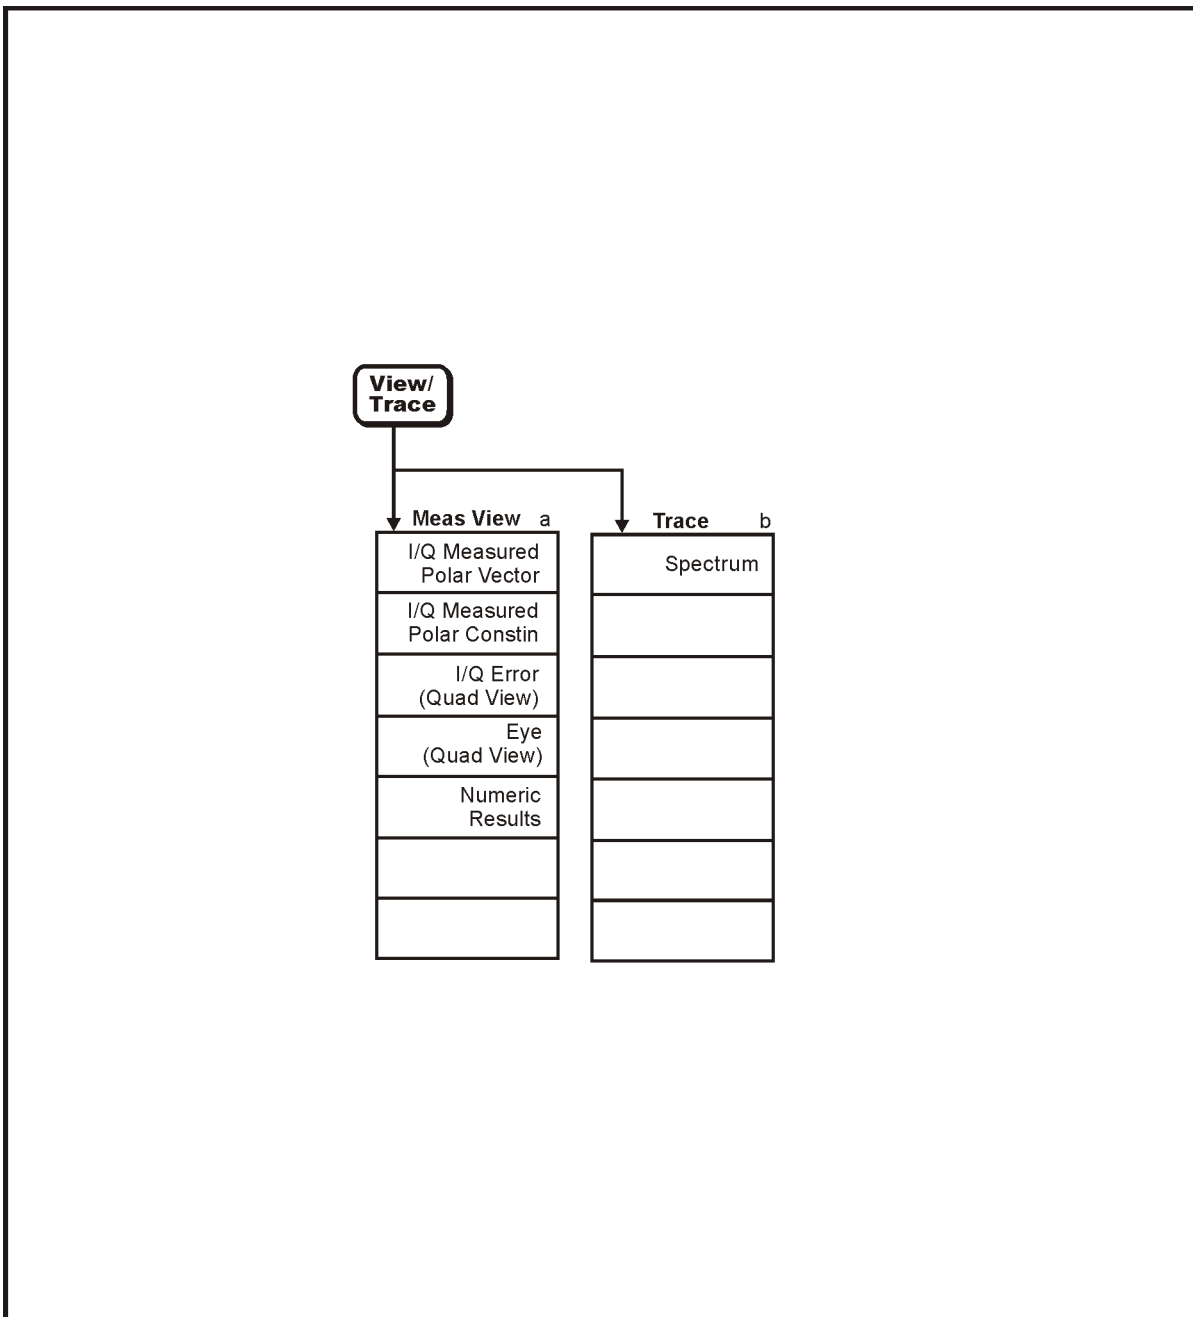 View/
Trace
Meas View a
I/Q Measured
Polar Vector
I/Q Measured
Polar Constin
I/Q Error
(Quad View)
Eye
(Quad View)
Numeric
Results
Trace b
Spectrum